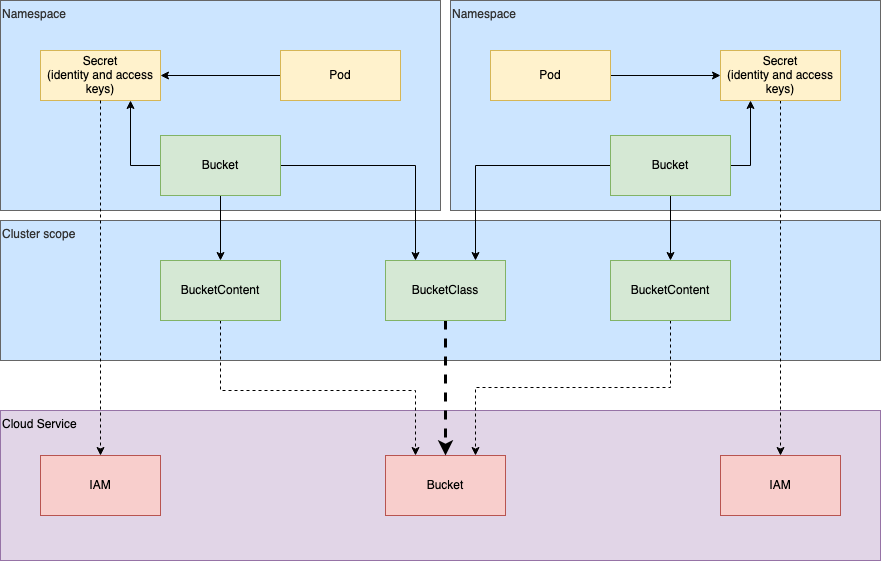 Namespace
Namespace
Secret
(identity and access
keys)
Pod
Pod
Secret
(identity and access
keys)
Bucket
Bucket
Cluster scope
BucketContent
BucketClass
BucketContent
Cloud Service
IAM
Bucket
IAM